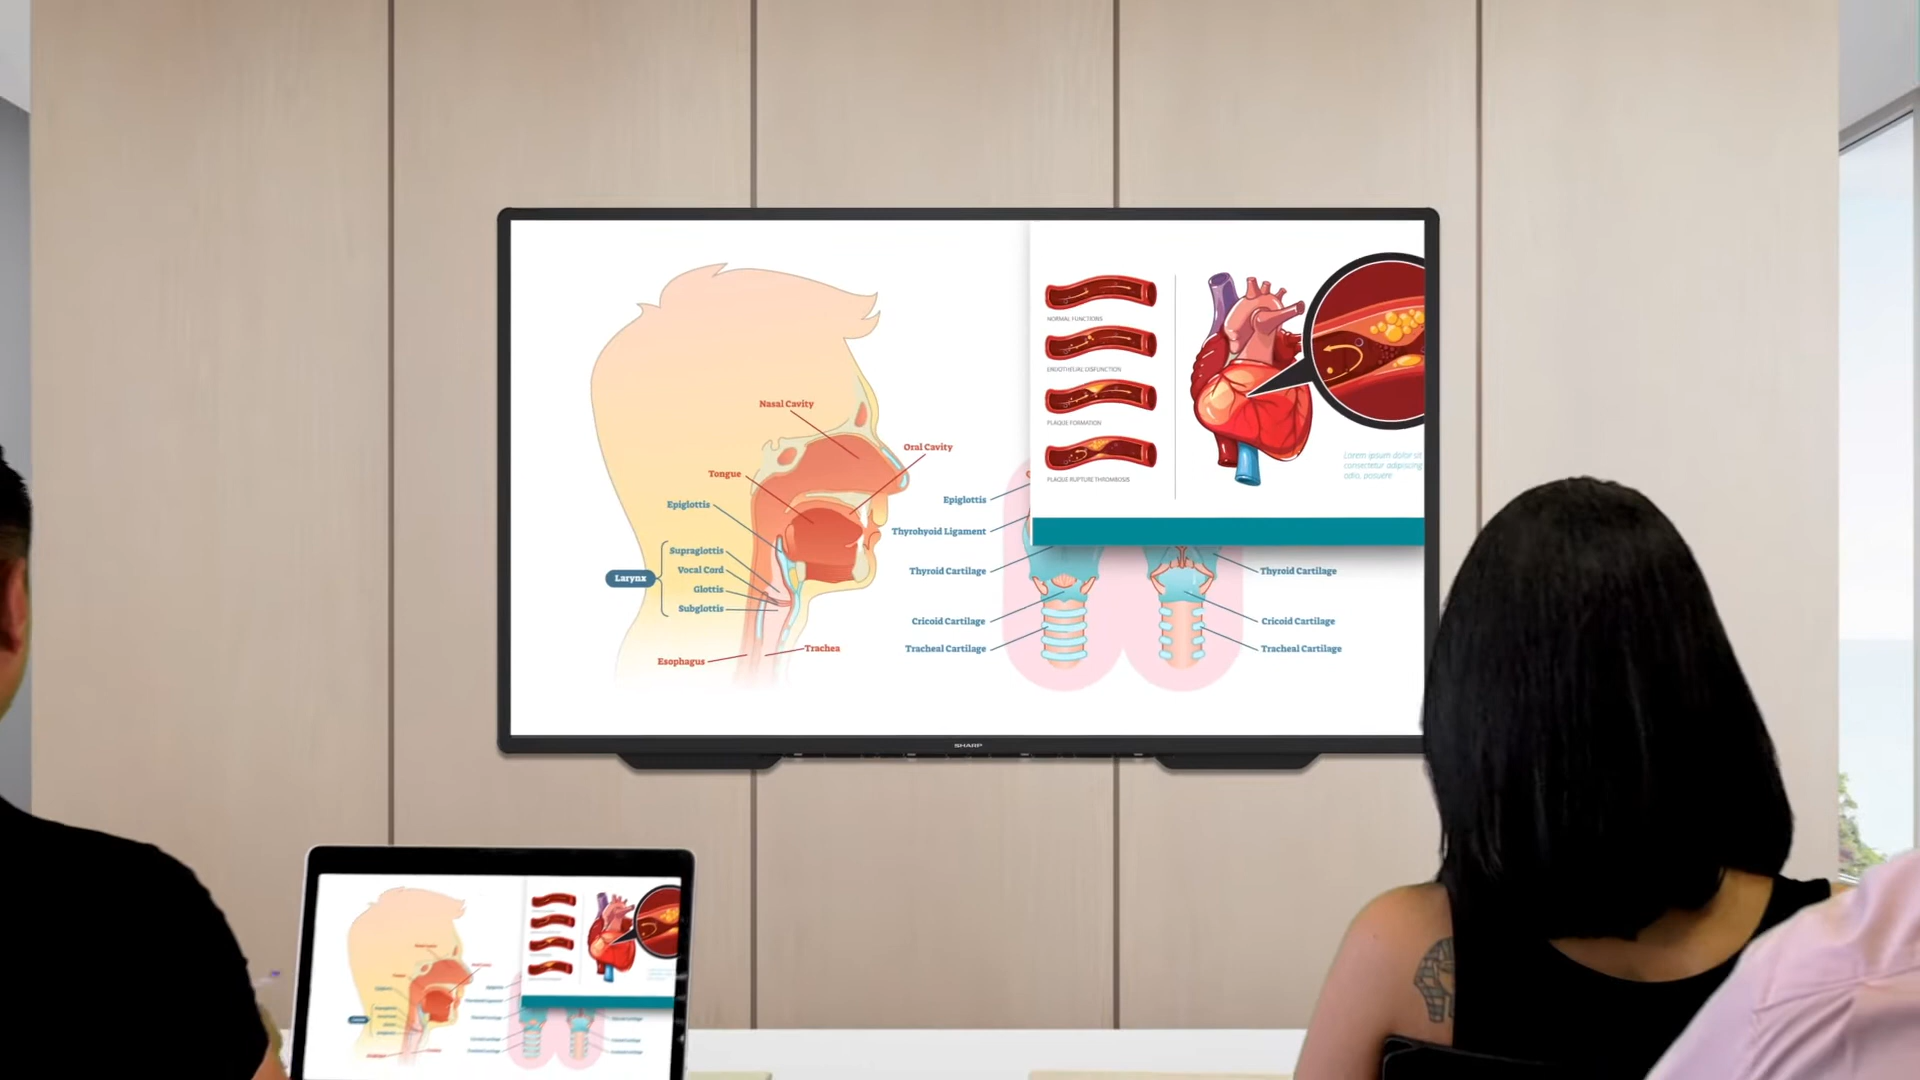 NORMAL FUNCTIONS
ENDOTHELIAL DISFUNCTION
PLAQUE FORMATION
PLAQUE RUPTURE THROMBOSIS
Lorem ipsum dolor sit
consectetur adipiscing
odio, posuere
Nasal Cavity
Oral Cavity
Tongue
Epiglottis
Supraglottis
Vocal Cord
Larynx
Glottis
Subglottis
Esophagus
Trachea
Epiglottis
Thyrohyoid Ligament
Thyroid Cartilage
Cricoid Cartilage
Tracheal Cartilage
Thyroid Cartilage
Cricoid Cartilage
Tracheal Cartilage
SHARP